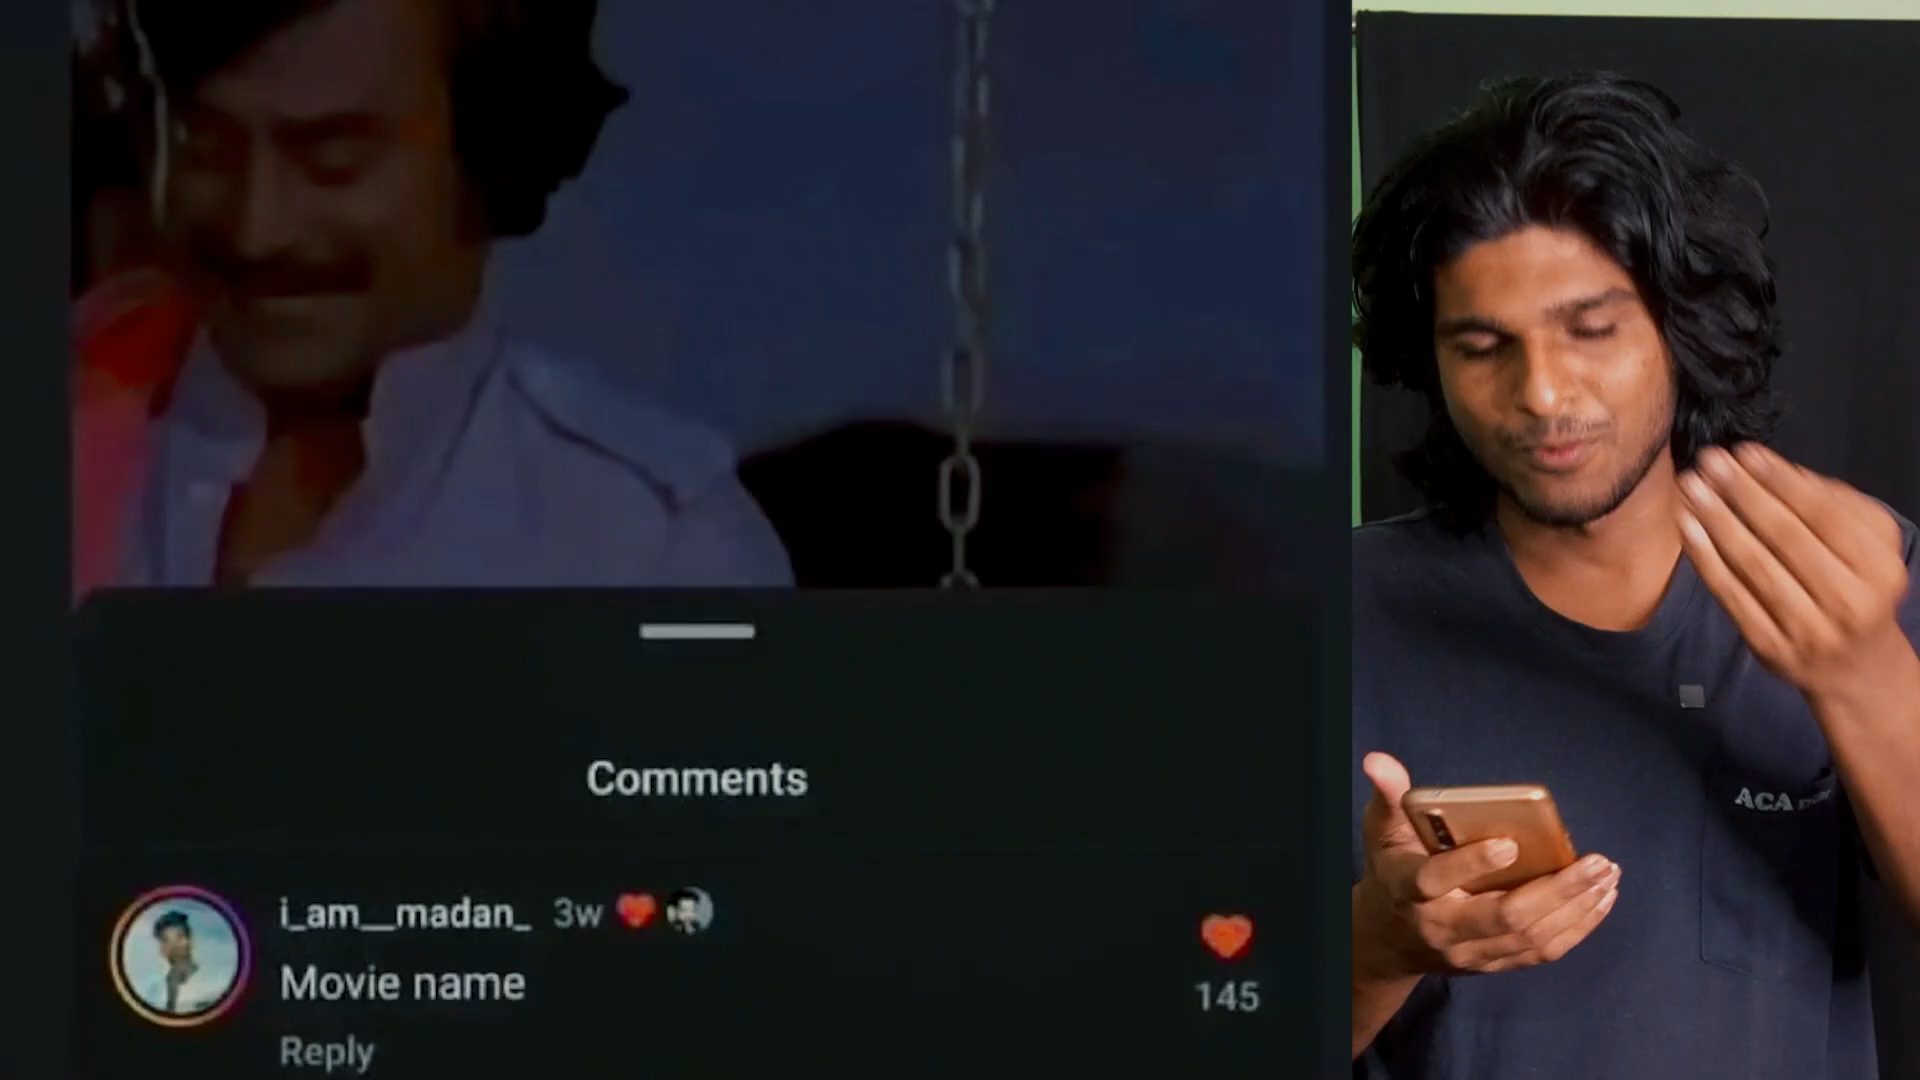 Comments
i_am__madan_ 3w
Movie name
145
Reply
ACA